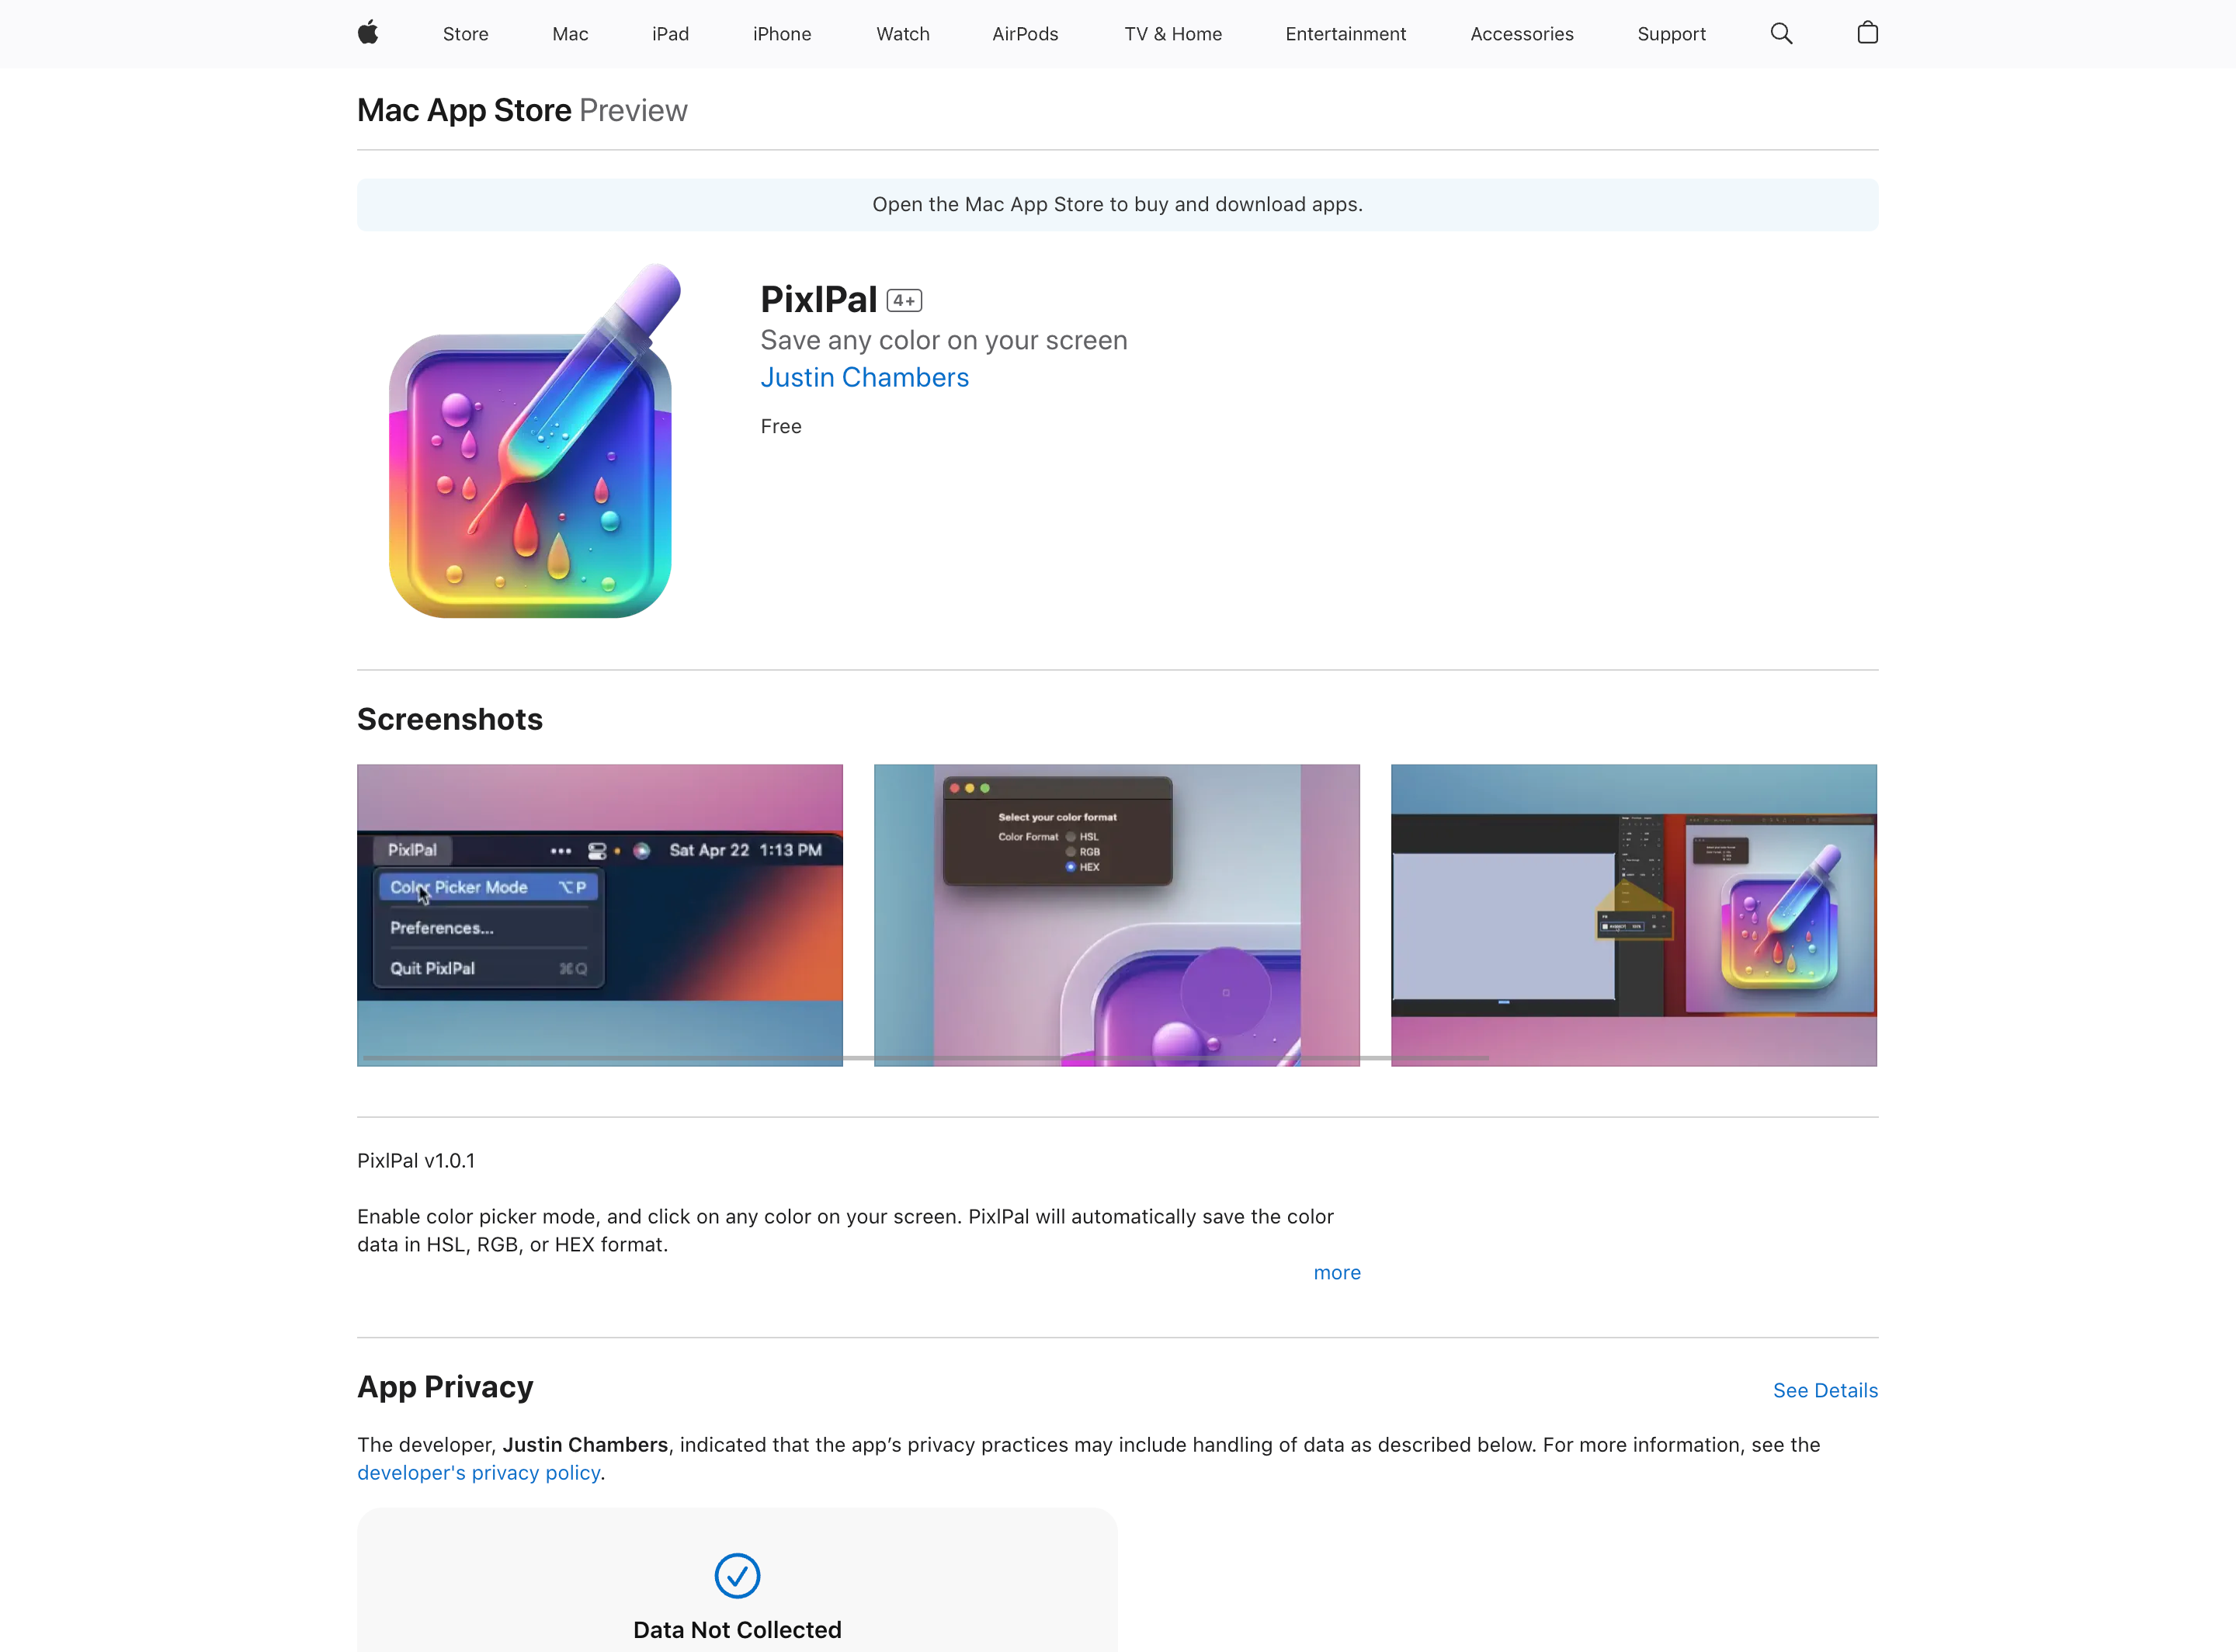 Store Mac iPad iPhone Watch AirPods TV & Home Entertainment Accessories Support
Mac App Store Preview
Open the Mac App Store to buy and download apps.
PixlPal 4+
Save any color on your screen
Justin Chambers
Free
Screenshots
PixlPal Sat Apr 22 1:13 PM
Color Picker Mode ⌥P
Preferences...
Quit PixlPal ⌘Q
Select your color format
Color Format HSL
RGB
HEX
PixlPal v1.0.1
Enable color picker mode, and click on any color on your screen. PixlPal will automatically save the color
data in HSL, RGB, or HEX format.
more
App Privacy
See Details
The developer, Justin Chambers, indicated that the app’s privacy practices may include handling of data as described below. For more information, see the
developer's privacy policy.
Data Not Collected